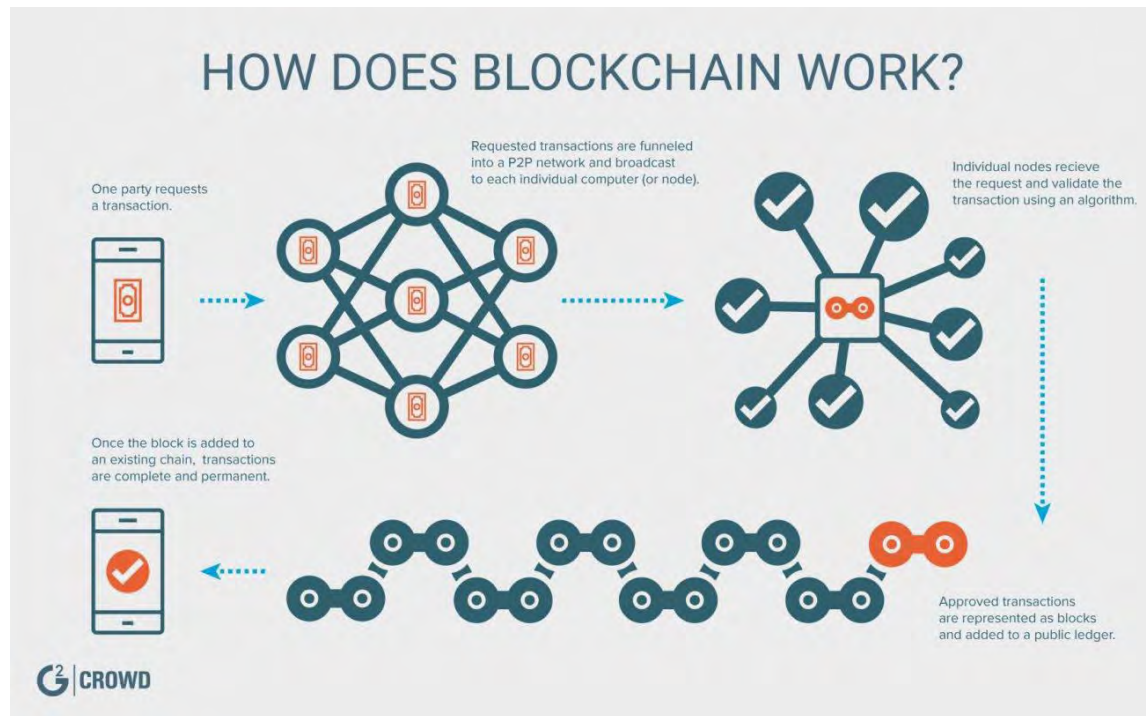 HOW DOES BLOCKCHAIN WORK?
One party requests
a transaction.
Requested transactions are funneled
into a P2P network and broadcast
to each individual computer (or node).
Individual nodes recieve
the request and validate the
transaction using an algorithm.
Approved transactions
are represented as blocks
and added to a public ledger.
Once the block is added to
an existing chain, transactions
are complete and permanent.
G2 | CROWD